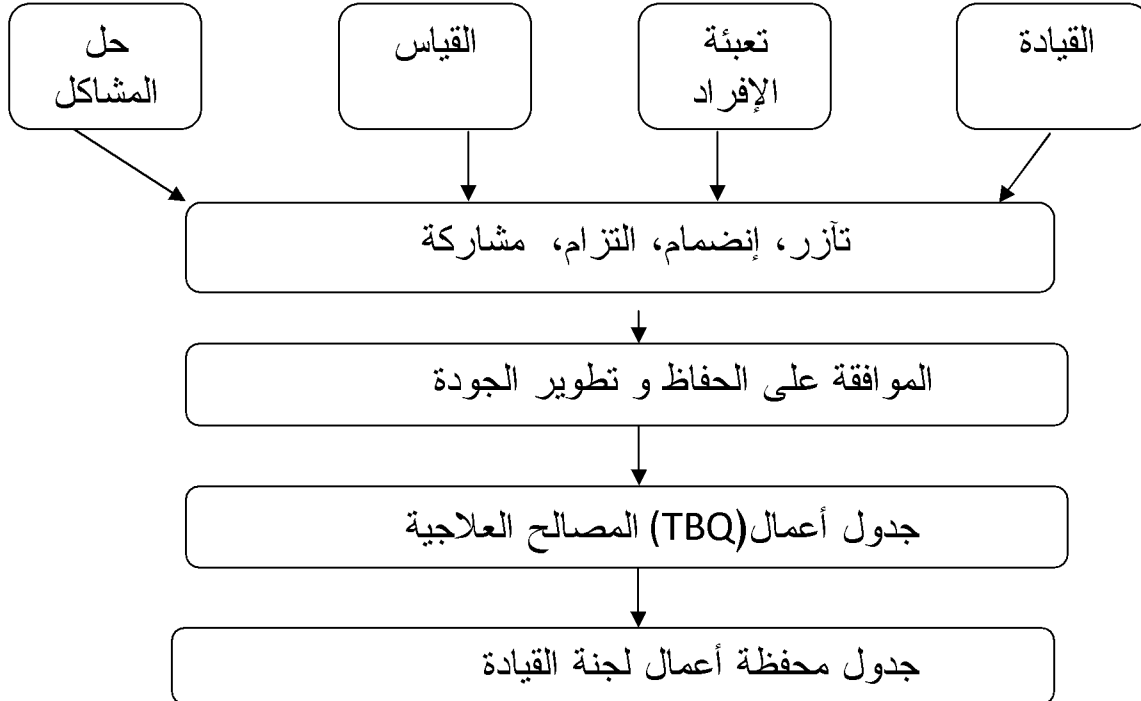 القيادة
تعبئة
الإفراد
القياس
حل
المشاكل
تآزر، إنضمام، التزام، مشاركة
الموافقة على الحفاظ و تطوير الجودة
جدول أعمال(TBQ) المصالح العلاجية
جدول محفظة أعمال لجنة القيادة